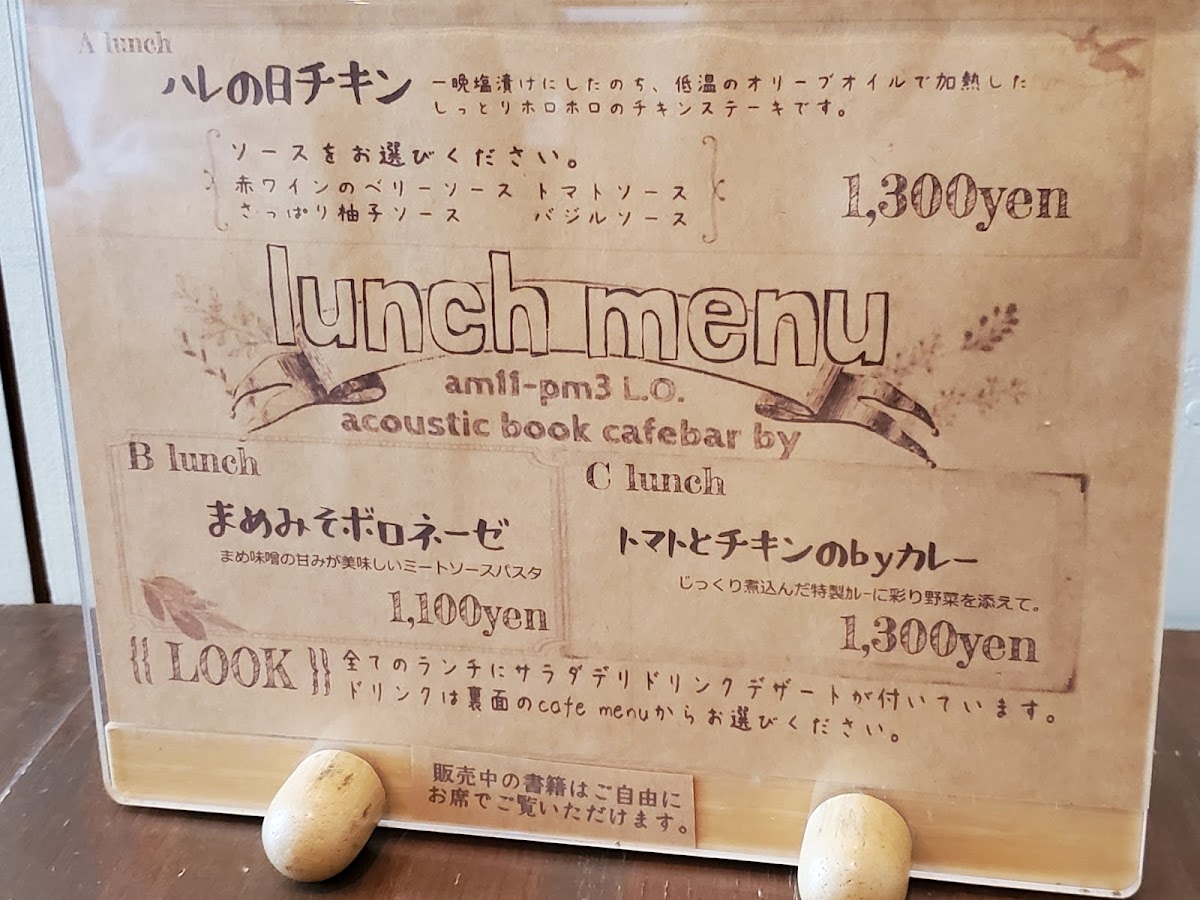 A lunch
ハレの日チキン
一晩塩漬けにしたのち、低温のオリーブオイルで加熱した
しっとりホロホロのチキンステーキです。
ソースをお選びください。
赤ワインのベリーソース トマトソース
さっぱり柚子ソース バジルソース
1,300yen
lunch menu
am11-pm3 L.O.
acoustic book cafebar by
B lunch
まめみそボロネーゼ
まめ味噌の甘みが美味しいミートソースパスタ
1,100yen
C lunch
トマトとチキンのbyカレー
じっくり煮込んだ特製カレーに彩り野菜を添えて。
1,300yen
{{ LOOK }}
全てのランチにサラダデリドリンクデザートが付いています。
ドリンクは裏面のcafe menuからお選びください。
販売中の書籍はご自由に
お席でご覧いただけます。